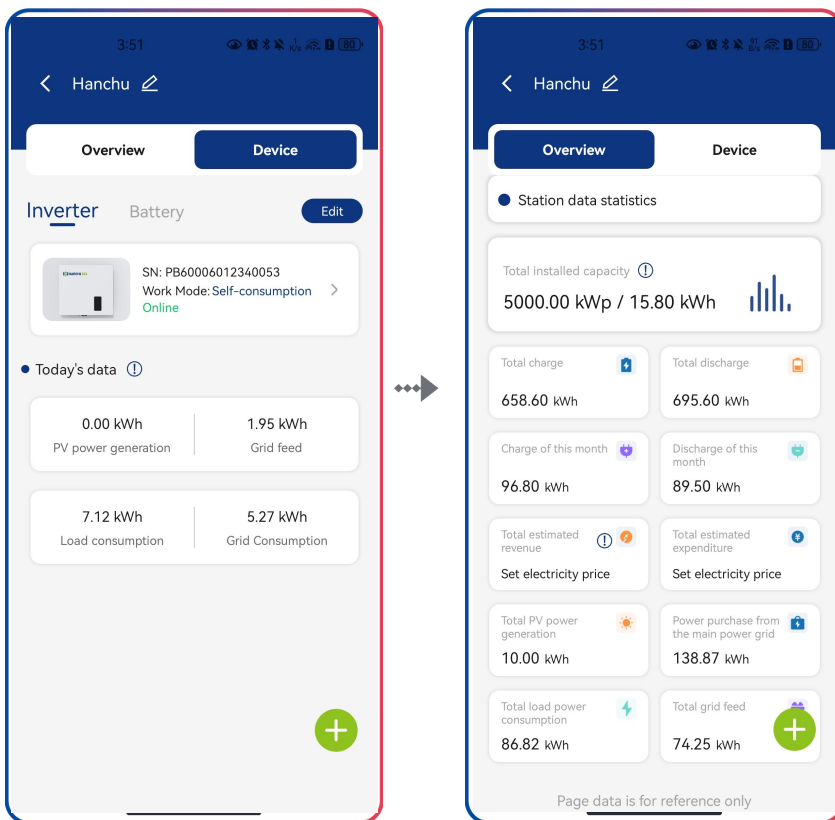 3:51
80
Hanchu
Overview
Device
Inverter
Battery
Edit
SN: PB60006012340053
Work Mode: Self-consumption
Online
Today's data
0.00 kWh
1.95 kWh
PV power generation
Grid feed
7.12 kWh
5.27 kWh
Load consumption
Grid Consumption
3:51
80
Hanchu
Overview
Device
Station data statistics
Total installed capacity
5000.00 kWp / 15.80 kWh
Total charge
658.60 kWh
Total discharge
695.60 kWh
Charge of this month
96.80 kWh
Discharge of this
month
89.50 kWh
Total estimated
revenue
Set electricity price
Total estimated
expenditure
Set electricity price
Total PV power
generation
10.00 kWh
Power purchase from
the main power grid
138.87 kWh
Total load power
consumption
86.82 kWh
Total grid feed
74.25 kWh
Page data is for reference only